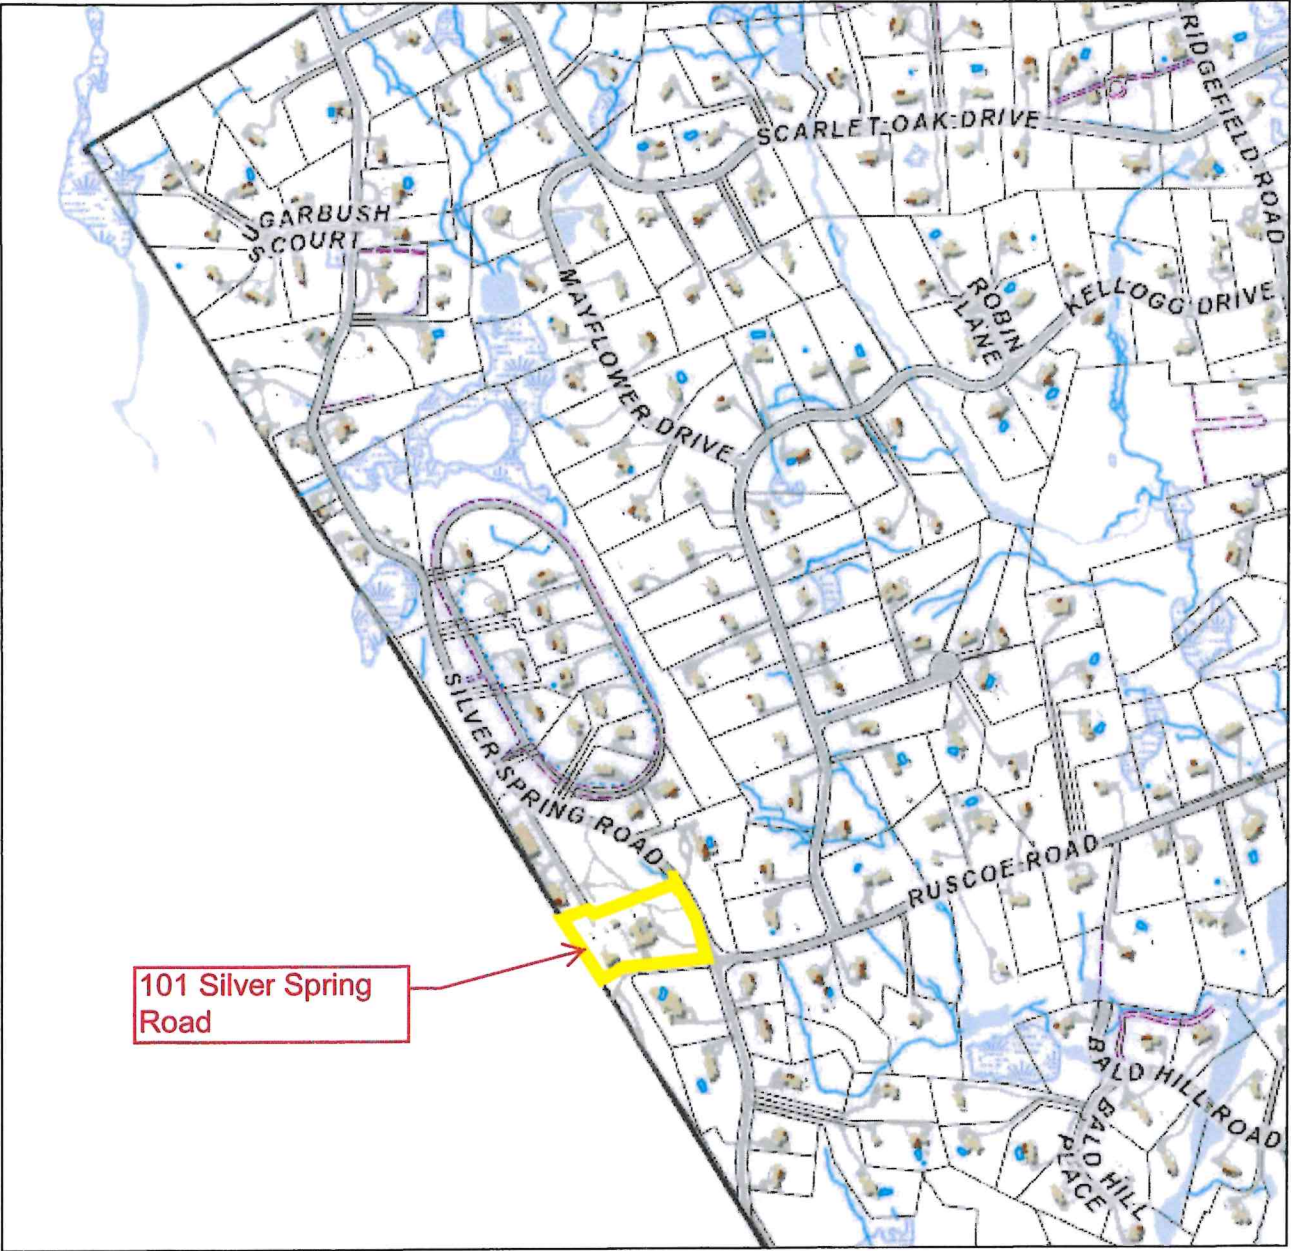 RIDGEFIELD ROAD
SCARLET OAK DRIVE
GARBUSH
COURT
MAYFLOWER DRIVE
ROBIN
LANE
KELLOGG DRIVE
SILVER SPRING ROAD
RUSCOE ROAD
101 Silver Spring
Road
BALD HILL ROAD
BALD HILL
PLACE